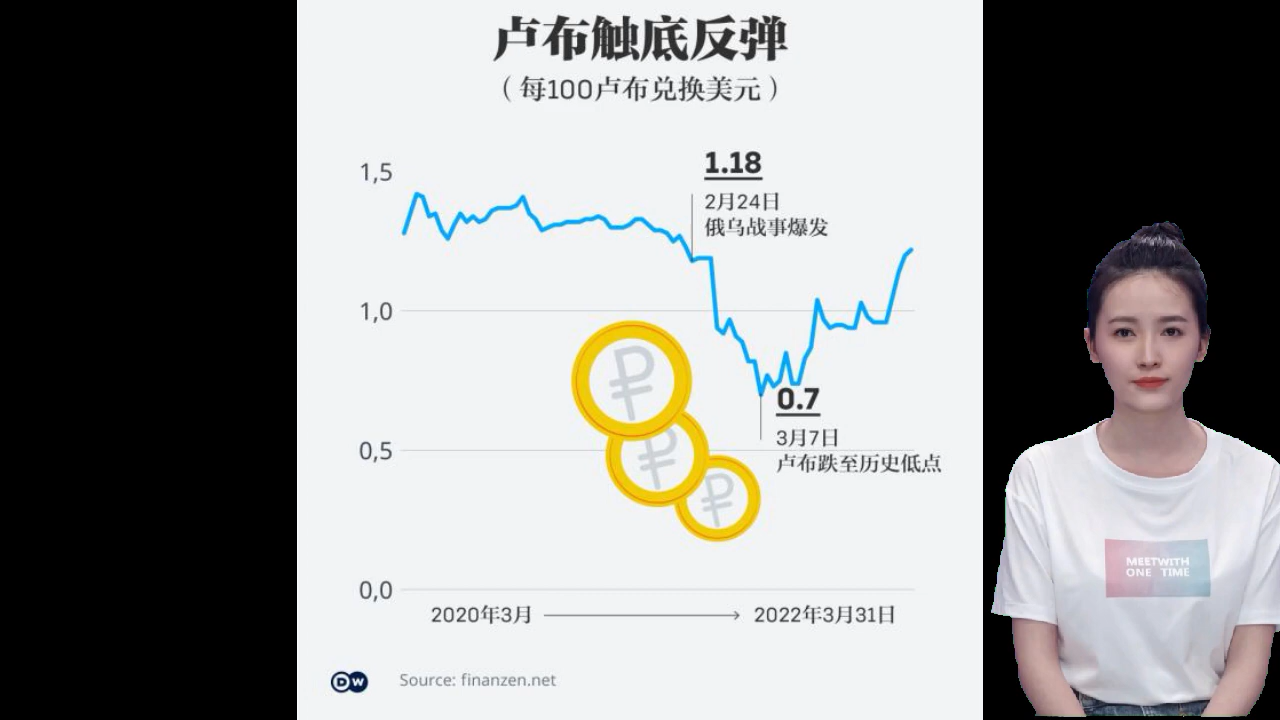 卢布触底反弹
（每100卢布兑换美元）
1,5
1.18
2月24日
俄乌战事爆发
1,0
0.7
3月7日
卢布跌至历史低点
0,5
0,0
2020年3月
2022年3月31日
DW
Source: finanzen.net
MEETWITH
ONE TIME